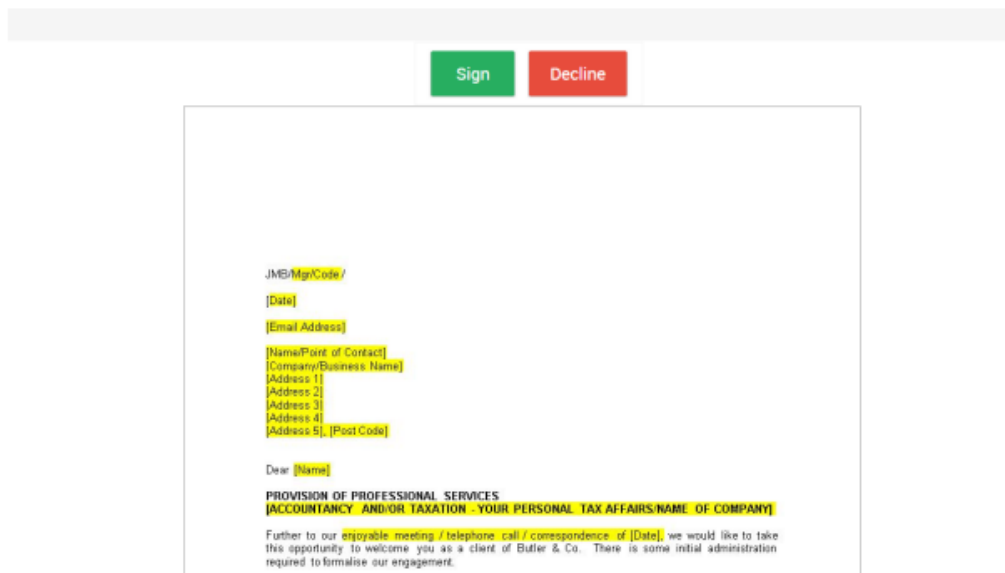 Sign Decline
JMB/Mgr/Code /
[Date]
[Email Address]
[Name/Point of Contact]
[Company/Business Name]
[Address 1]
[Address 2]
[Address 3]
[Address 4]
[Address 5], [Post Code]
Dear [Name]
PROVISION OF PROFESSIONAL SERVICES
[ACCOUNTANCY AND/OR TAXATION - YOUR PERSONAL TAX AFFAIRS/NAME OF COMPANY]
Further to our enjoyable meeting / telephone call / correspondence of [Date], we would like to take
this opportunity to welcome you as a client of Butler & Co. There is some initial administration
required to formalise our engagement.